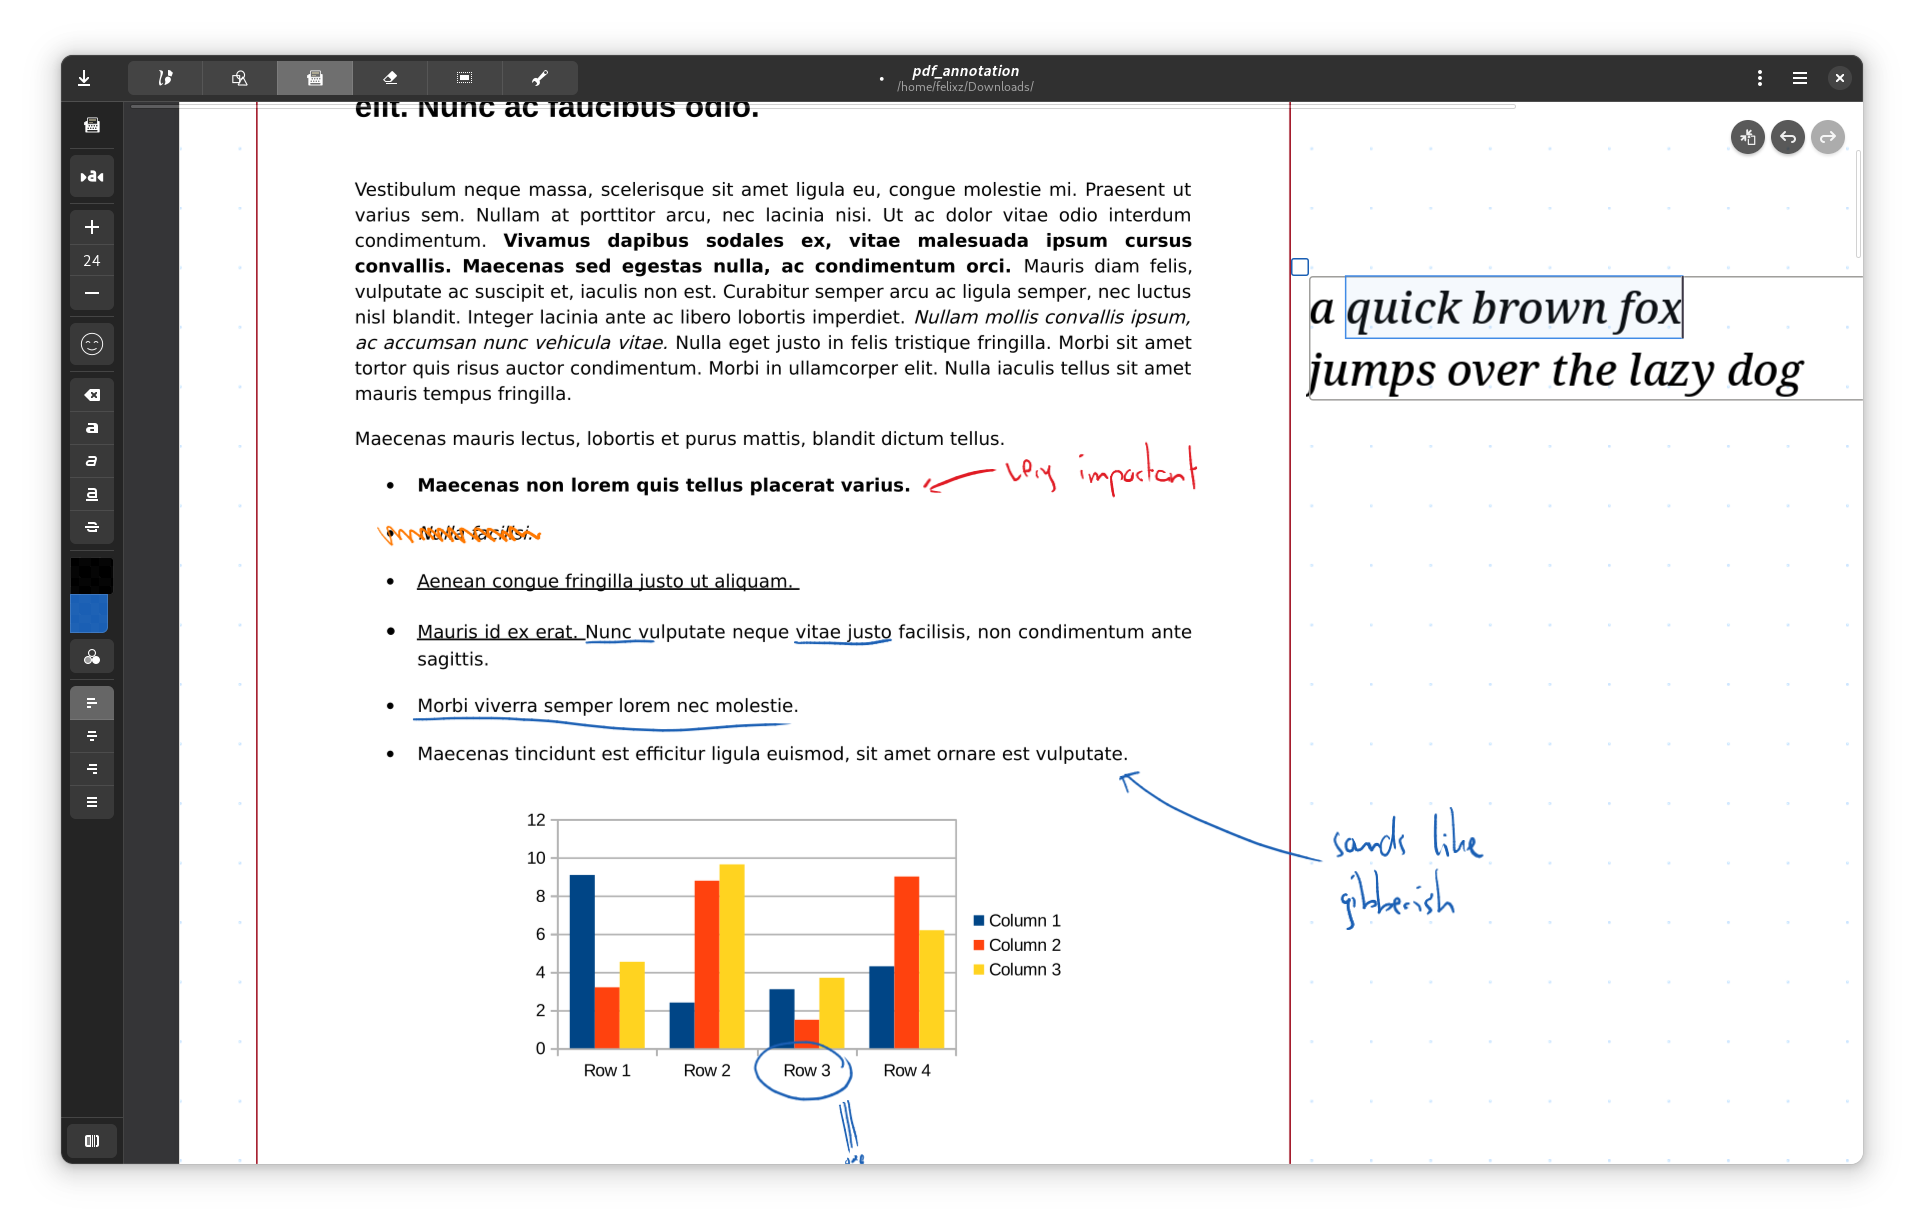 pdf_annotation
/home/felixz/Downloads/
24
elit. Nunc ac faucibus odio.
Vestibulum neque massa, scelerisque sit amet ligula eu, congue molestie mi. Praesent ut
varius sem. Nullam at porttitor arcu, nec lacinia nisi. Ut ac dolor vitae odio interdum
condimentum. Vivamus dapibus sodales ex, vitae malesuada ipsum cursus
convallis. Maecenas sed egestas nulla, ac condimentum orci. Mauris diam felis,
vulputate ac suscipit et, iaculis non est. Curabitur semper arcu ac ligula semper, nec luctus
nisl blandit. Integer lacinia ante ac libero lobortis imperdiet. Nullam mollis convallis ipsum,
ac accumsan nunc vehicula vitae. Nulla eget justo in felis tristique fringilla. Morbi sit amet
tortor quis risus auctor condimentum. Morbi in ullamcorper elit. Nulla iaculis tellus sit amet
mauris tempus fringilla.
a quick brown fox
jumps over the lazy dog
Maecenas mauris lectus, lobortis et purus mattis, blandit dictum tellus.
• Maecenas non lorem quis tellus placerat varius.
very important
• Nulla facilisi.
• Aenean congue fringilla justo ut aliquam.
• Mauris id ex erat. Nunc vulputate neque vitae justo facilisis, non condimentum ante
sagittis.
• Morbi viverra semper lorem nec molestie.
• Maecenas tincidunt est efficitur ligula euismod, sit amet ornare est vulputate.
sands like
gibberish
12
10
8
6
4
2
0
Row 1 Row 2 Row 3 Row 4
Column 1
Column 2
Column 3